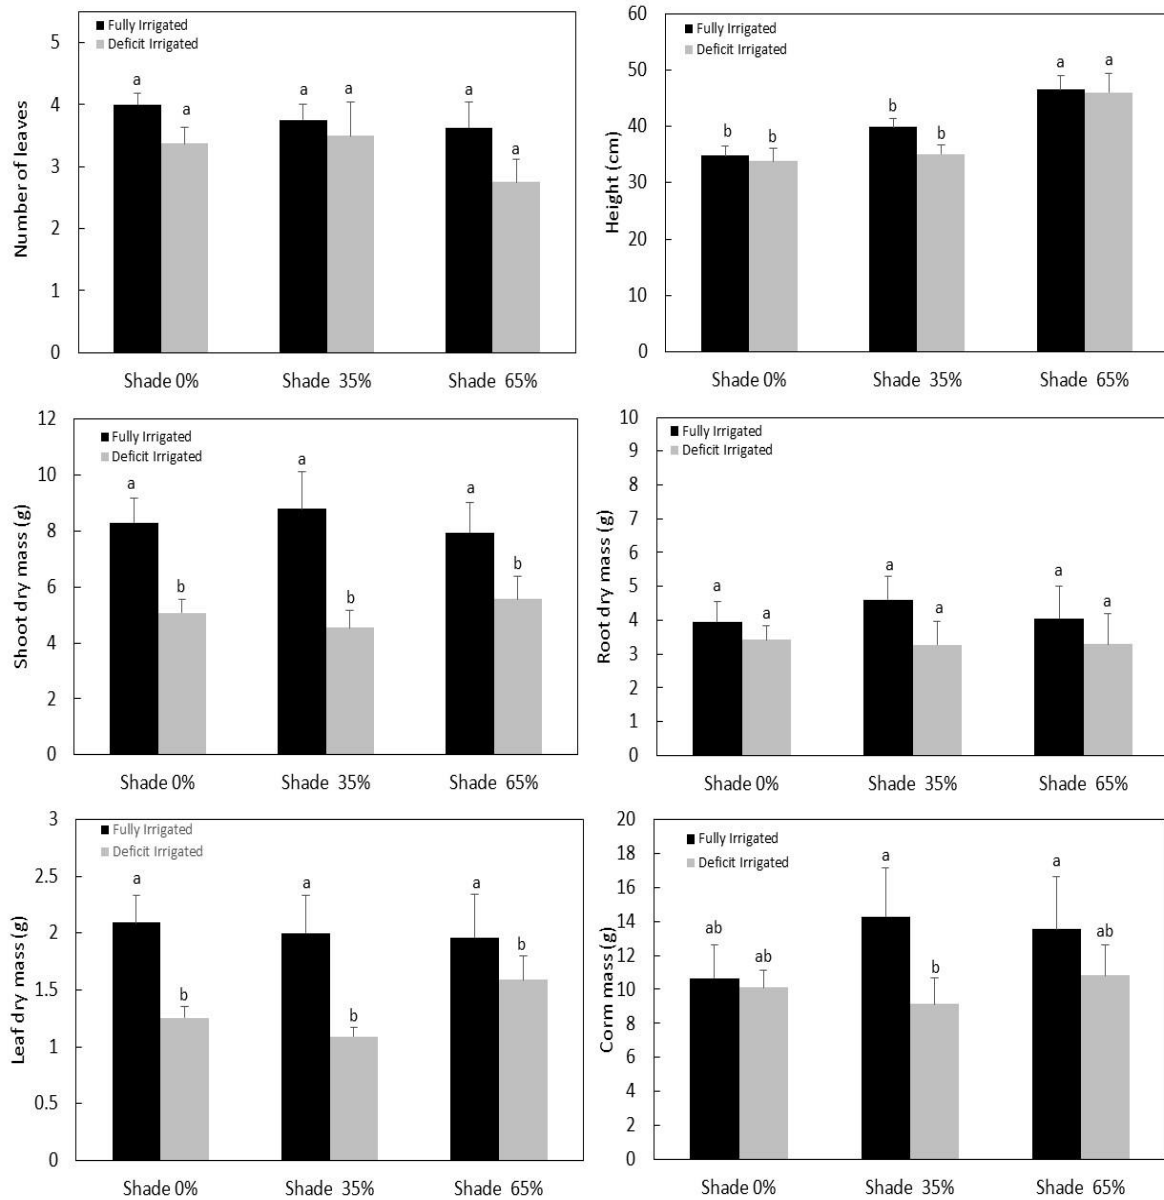 Number of leaves
Fully Irrigated
Deficit Irrigated
5
4
3
2
1
0
a
a
a
a
a
a
Shade 0%
Shade 35%
Shade 65%
Height (cm)
Fully Irrigated
Deficit Irrigated
60
50
40
30
20
10
0
b
b
b
b
a
a
Shade 0%
Shade 35%
Shade 65%
Shoot dry mass (g)
Fully Irrigated
Deficit Irrigated
12
10
8
6
4
2
0
a
b
a
b
a
b
Shade 0%
Shade 35%
Shade 65%
Root dry mass (g)
Fully Irrigated
Deficit Irrigated
10
9
8
7
6
5
4
3
2
1
0
a
a
a
a
a
a
Shade 0%
Shade 35%
Shade 65%
Leaf dry mass (g)
Fully Irrigated
Deficit Irrigated
3
2.5
2
1.5
1
0.5
0
a
b
a
b
a
b
Shade 0%
Shade 35%
Shade 65%
Corm mass (g)
Fully Irrigated
Deficit Irrigated
20
18
16
14
12
10
8
6
4
2
0
ab
ab
a
b
a
ab
Shade 0%
Shade 35%
Shade 65%